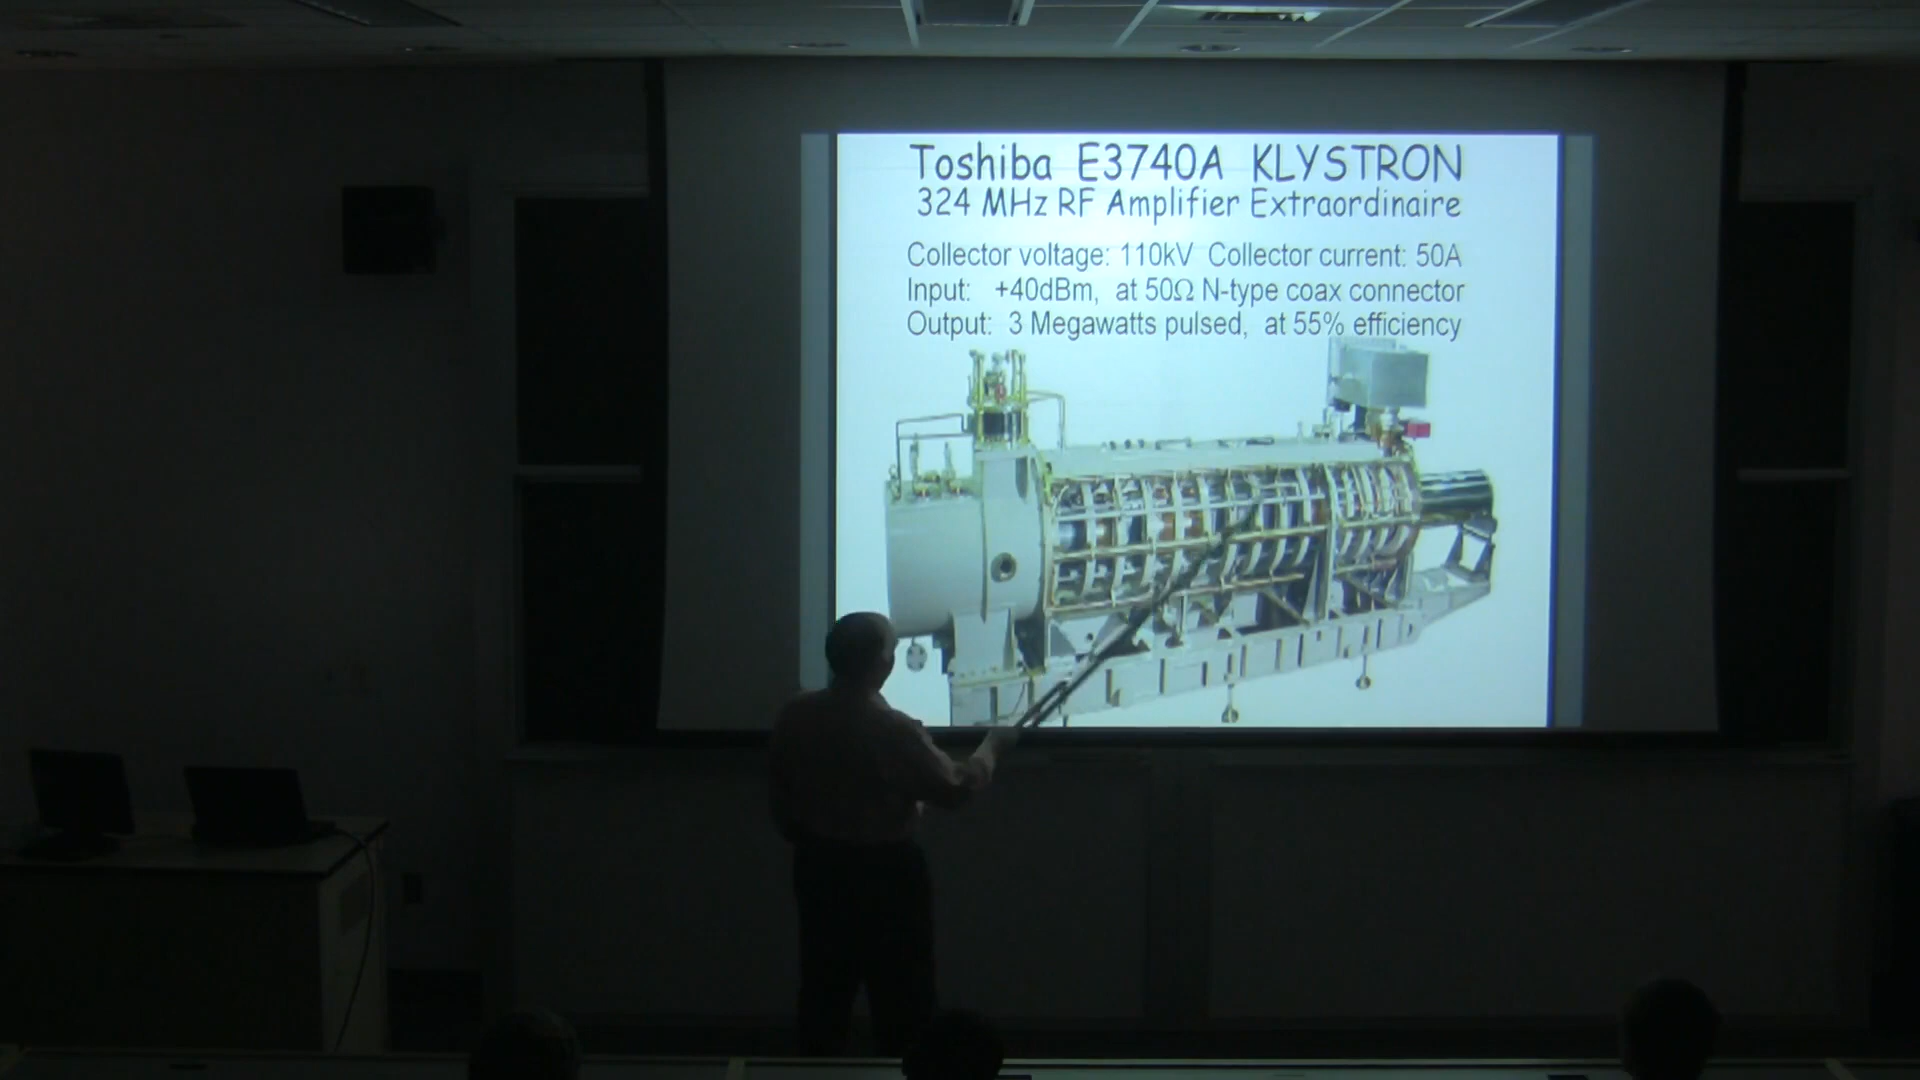 Toshiba E3740A KLYSTRON
324 MHz RF Amplifier Extraordinaire
Collector voltage: 110kV Collector current: 50A
Input: +40dBm, at 50Ω N-type coax connector
Output: 3 Megawatts pulsed, at 55% efficiency